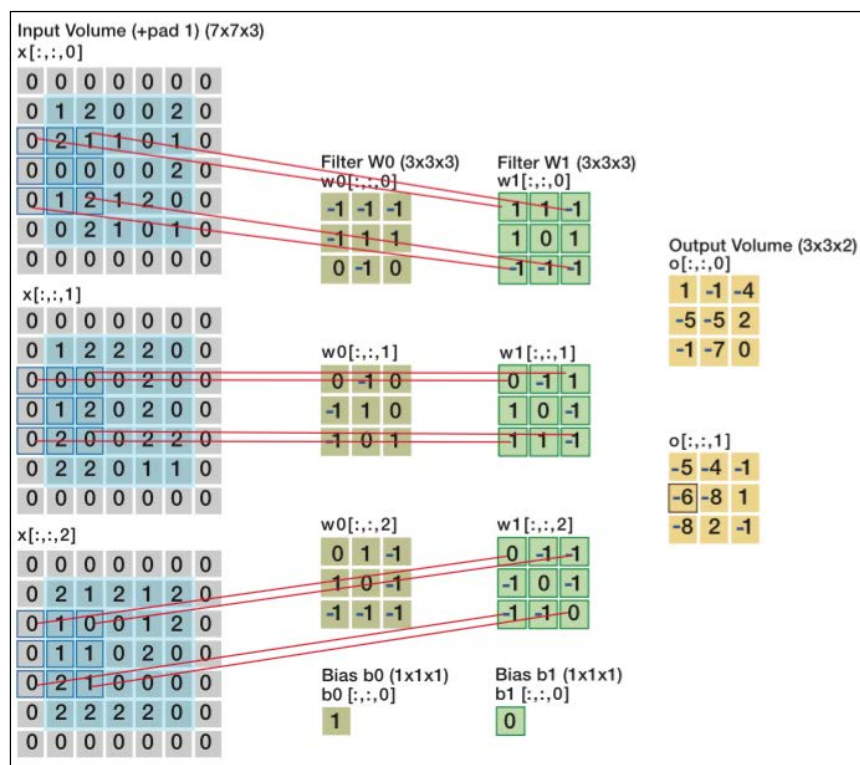 Input Volume (+pad 1) (7x7x3)
x[:,:,0]
0 0 0 0 0 0 0
0 1 2 0 0 2 0
0 2 1 1 0 1 0
0 0 0 0 0 2 0
0 1 2 1 2 0 0
0 0 2 1 0 1 0
0 0 0 0 0 0 0
x[:,:,1]
0 0 0 0 0 0 0
0 1 2 2 2 0 0
0 0 0 0 2 0 0
0 1 2 0 2 0 0
0 2 0 0 2 2 0
0 2 2 0 1 1 0
0 0 0 0 0 0 0
x[:,:,2]
0 0 0 0 0 0 0
0 2 1 2 1 2 0
0 1 0 0 1 2 0
0 1 1 0 2 0 0
0 2 1 0 0 0 0
0 2 2 2 2 0 0
0 0 0 0 0 0 0
Filter W0 (3x3x3)
w0[:,:,0]
-1 -1 -1
-1 1 1
0 -1 0
w0[:,:,1]
0 -1 0
-1 1 0
-1 0 1
w0[:,:,2]
0 1 -1
1 0 -1
-1 -1 -1
Bias b0 (1x1x1)
b0 [:,:,0]
1
Filter W1 (3x3x3)
w1[:,:,0]
1 1 -1
1 0 1
-1 -1 -1
w1[:,:,1]
0 -1 1
1 0 -1
1 1 -1
w1[:,:,2]
0 -1 -1
-1 0 -1
-1 -1 0
Bias b1 (1x1x1)
b1 [:,:,0]
0
Output Volume (3x3x2)
o[:,:,0]
1 -1 -4
-5 -5 2
-1 -7 0
o[:,:,1]
-5 -4 -1
-6 -8 1
-8 2 -1